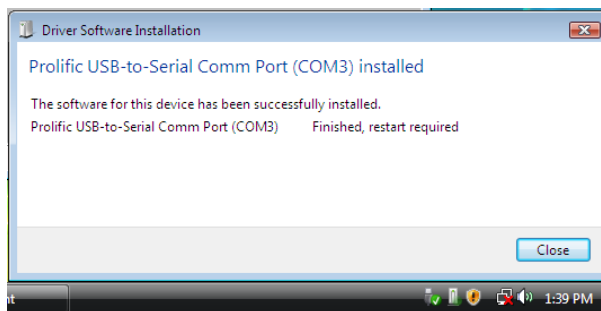 Driver Software Installation
Prolific USB-to-Serial Comm Port (COM3) installed
The software for this device has been successfully installed.
Prolific USB-to-Serial Comm Port (COM3) Finished, restart required
Close
nt 1:39 PM